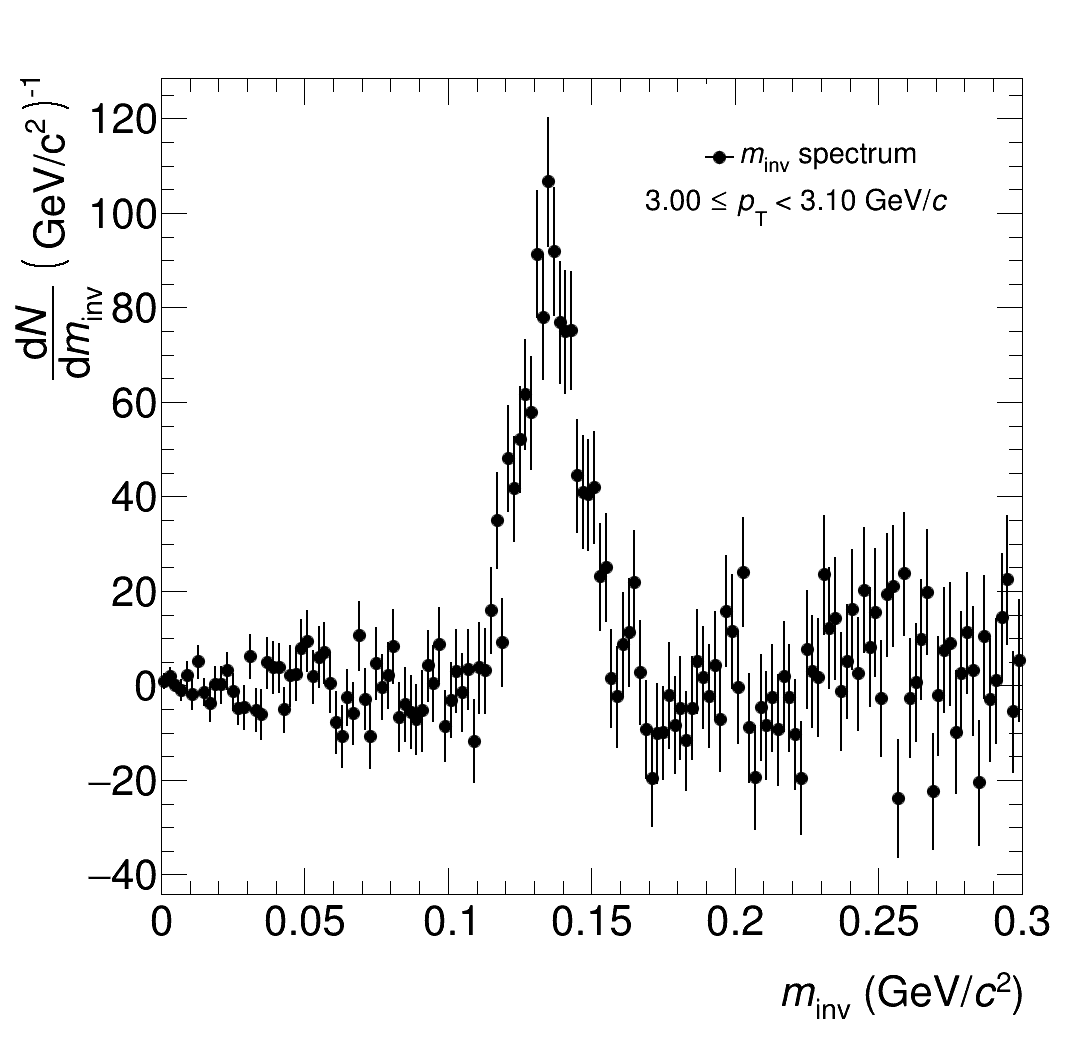 m_inv spectrum
3.00 ≤ p_T < 3.10 GeV/c
dN/dm_inv (GeV/c²)⁻¹
120
100
80
60
40
20
0
−20
−40
0 0.05 0.1 0.15 0.2 0.25 0.3
m_inv (GeV/c²)